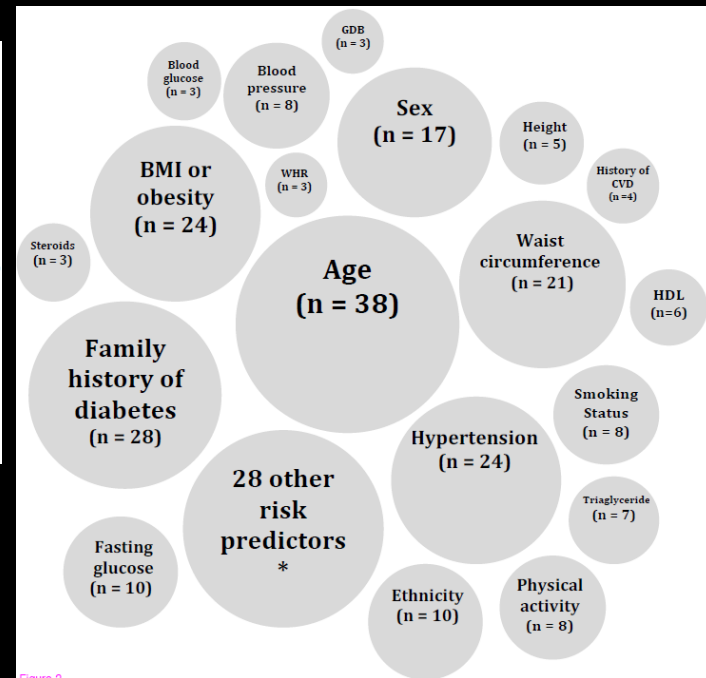 GDB
(n = 3)
Blood
glucose
(n = 3)
Blood
pressure
(n = 8)
Sex
(n = 17)
Height
(n = 5)
BMI or
obesity
(n = 24)
WHR
(n = 3)
History of
CVD
(n =4)
Steroids
(n = 3)
Age
(n = 38)
Waist
circumference
(n = 21)
HDL
(n=6)
Family
history of
diabetes
(n = 28)
Smoking
Status
(n = 8)
Hypertension
(n = 24)
28 other
risk
predictors
*
Triaglyceride
(n = 7)
Fasting
glucose
(n = 10)
Ethnicity
(n = 10)
Physical
activity
(n = 8)